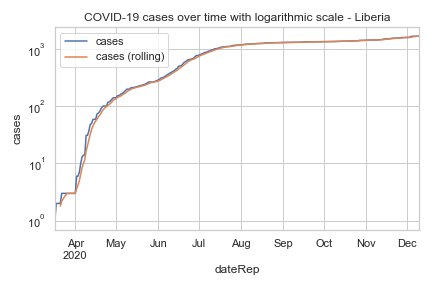 COVID-19 cases over time with logarithmic scale - Liberia
cases
cases (rolling)
cases
10³
10²
10¹
10⁰
Apr May Jun Jul Aug Sep Oct Nov Dec
2020
dateRep